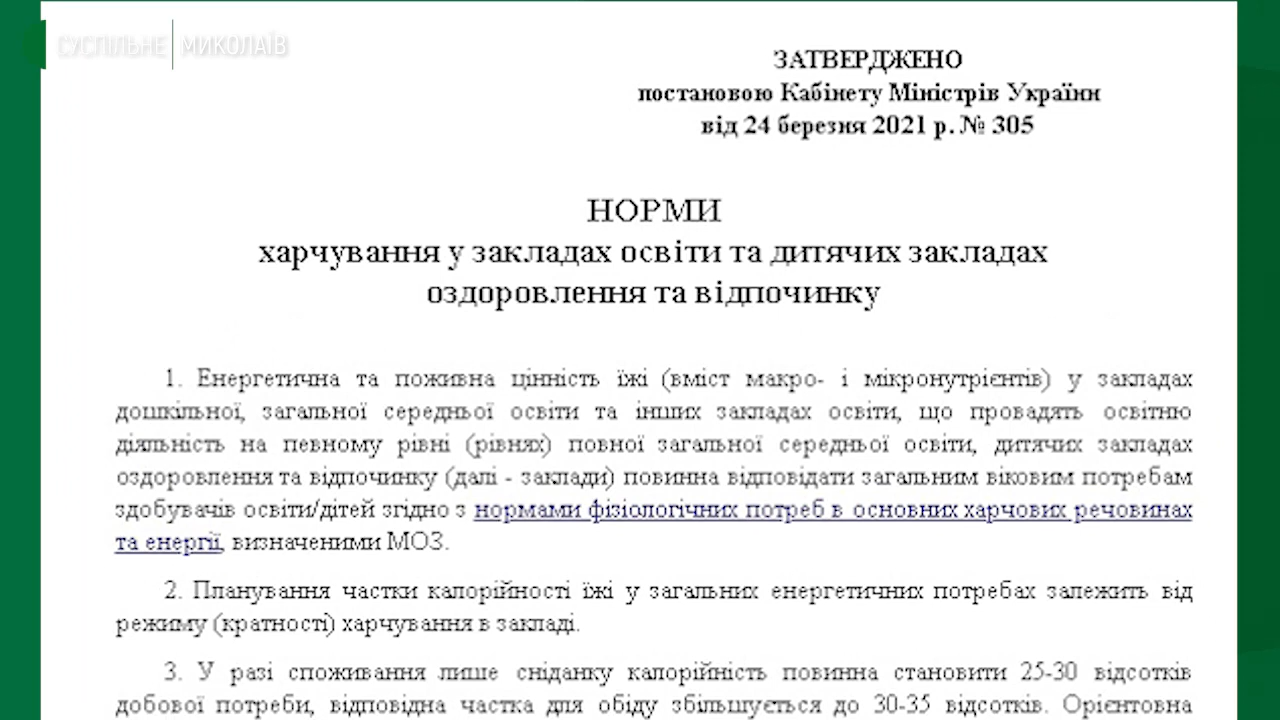 СУСПІЛЬНЕ МИКОЛАЇВ
ЗАТВЕРДЖЕНО
постановою Кабінету Міністрів України
від 24 березня 2021 р. № 305
НОРМИ
харчування у закладах освіти та дитячих закладах
оздоровлення та відпочинку
1. Енергетична та поживна цінність їжі (вміст макро- і мікронутрієнтів) у закладах
дошкільної, загальної середньої освіти та інших закладах освіти, що провадять освітню
діяльність на певному рівні (рівнях) повної загальної середньої освіти, дитячих закладах
оздоровлення та відпочинку (далі - заклади) повинна відповідати загальним віковим потребам
здобувачів освіти/дітей згідно з нормами фізіологічних потреб в основних харчових речовинах
та енергії, визначеними МОЗ.
2. Планування частки калорійності їжі у загальних енергетичних потребах залежить від
режиму (кратності) харчування в закладі.
3. У разі споживання лише сніданку калорійність повинна становити 25-30 відсотків
добової потреби, відповідна частка для обіду збільшується до 30-35 відсотків. Орієнтовна